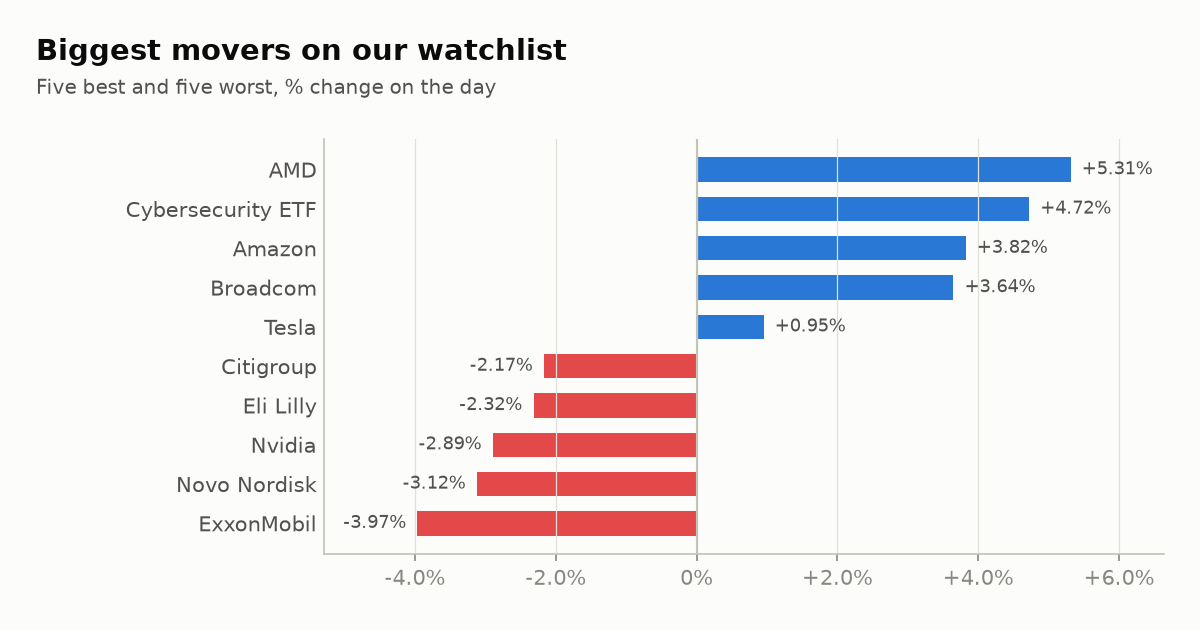 Biggest movers on our watchlist
Five best and five worst, % change on the day
AMD +5.31%
Cybersecurity ETF +4.72%
Amazon +3.82%
Broadcom +3.64%
Tesla +0.95%
Citigroup -2.17%
Eli Lilly -2.32%
Nvidia -2.89%
Novo Nordisk -3.12%
ExxonMobil -3.97%
-4.0% -2.0% 0% +2.0% +4.0% +6.0%